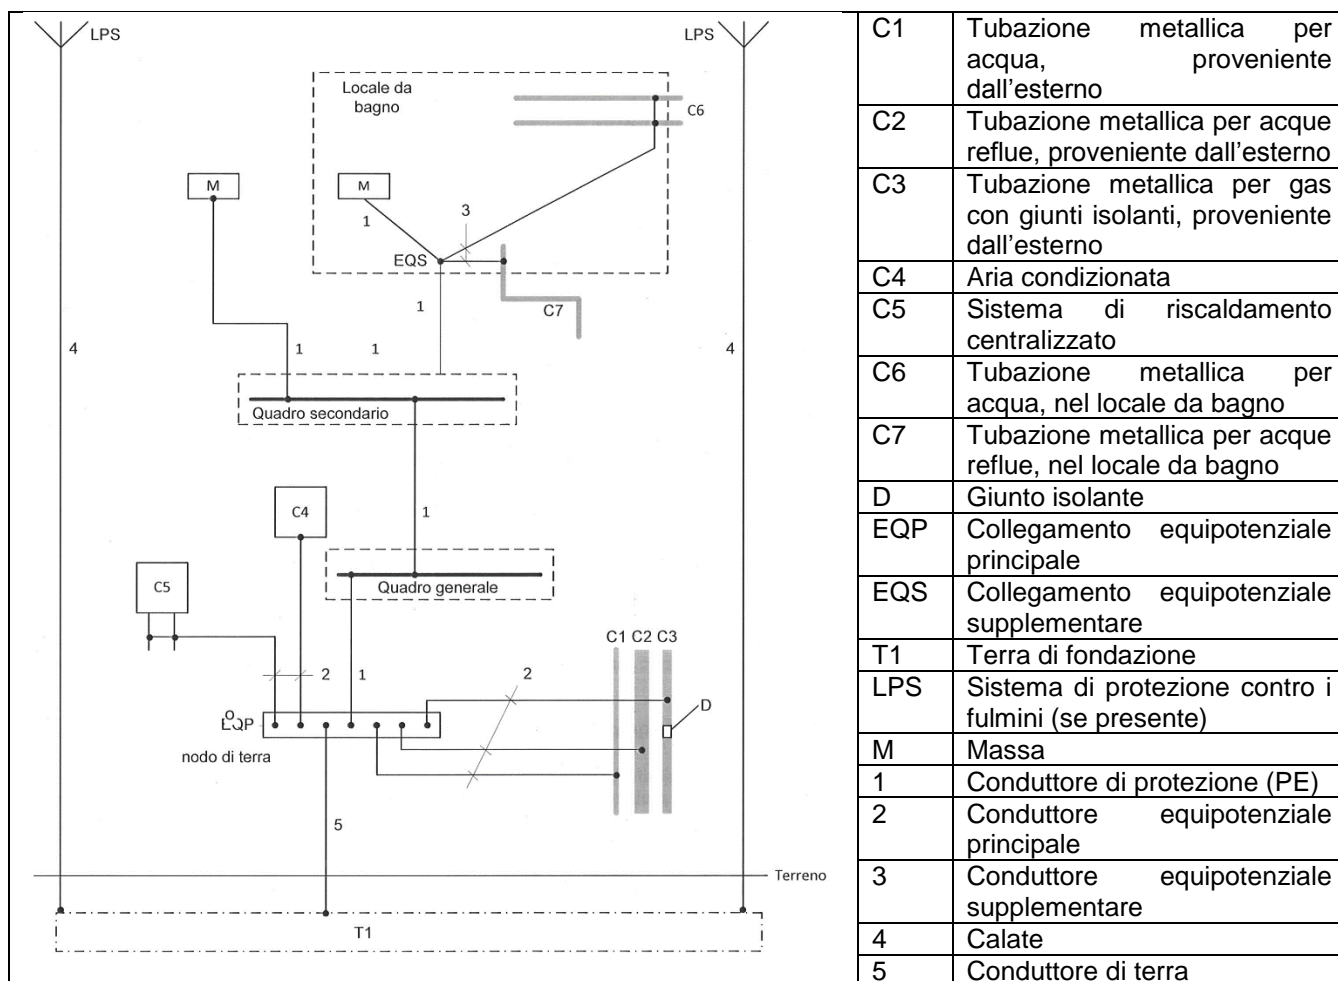 LPS
LPS
Locale da
bagno
C6
M
M
3
1
EQS
1
C7
4
1
1
4
Quadro secondario
C4
1
C5
Quadro generale
C1 C2 C3
2
1
2
D
o
EQP
nodo di terra
5
Terreno
T1
C1 Tubazione metallica per
acqua, proveniente
dall'esterno
C2 Tubazione metallica per acque
reflue, proveniente dall'esterno
C3 Tubazione metallica per gas
con giunti isolanti, proveniente
dall'esterno
C4 Aria condizionata
C5 Sistema di riscaldamento
centralizzato
C6 Tubazione metallica per
acqua, nel locale da bagno
C7 Tubazione metallica per acque
reflue, nel locale da bagno
D Giunto isolante
EQP Collegamento equipotenziale
principale
EQS Collegamento equipotenziale
supplementare
T1 Terra di fondazione
LPS Sistema di protezione contro i
fulmini (se presente)
M Massa
1 Conduttore di protezione (PE)
2 Conduttore equipotenziale
principale
3 Conduttore equipotenziale
supplementare
4 Calate
5 Conduttore di terra